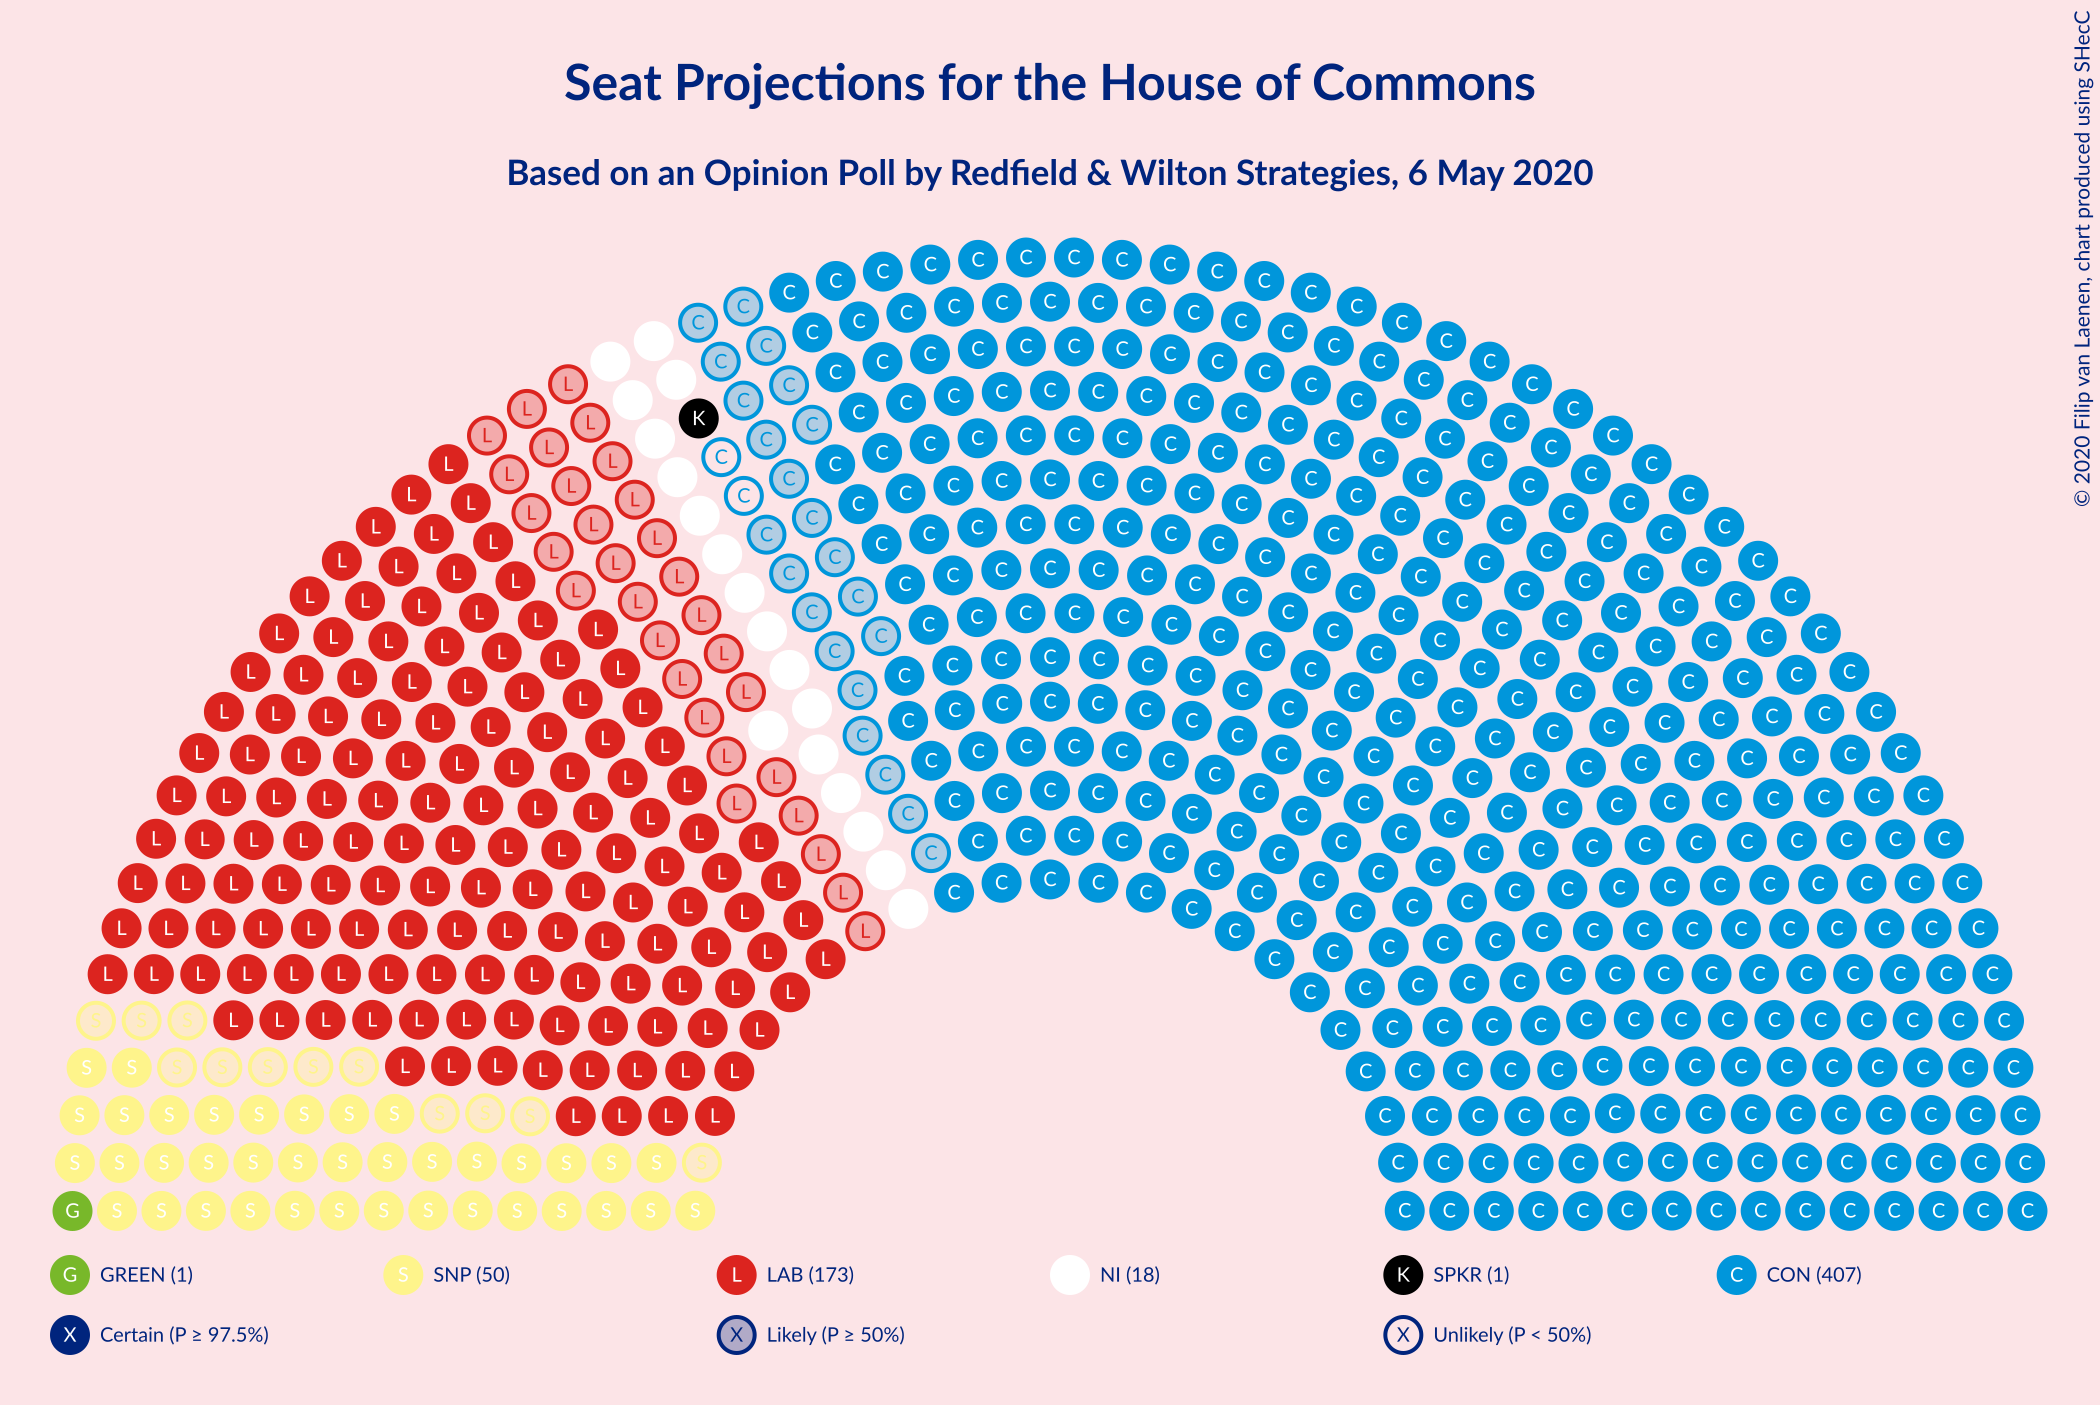 Seat Projections for the House of Commons
Based on an Opinion Poll by Redfield & Wilton Strategies, 6 May 2020
© 2020 Filip van Laenen, chart produced using SHecC
G GREEN (1)
S SNP (50)
L LAB (173)
NI (18)
K SPKR (1)
C CON (407)
X Certain (P ≥ 97.5%)
X Likely (P ≥ 50%)
X Unlikely (P < 50%)